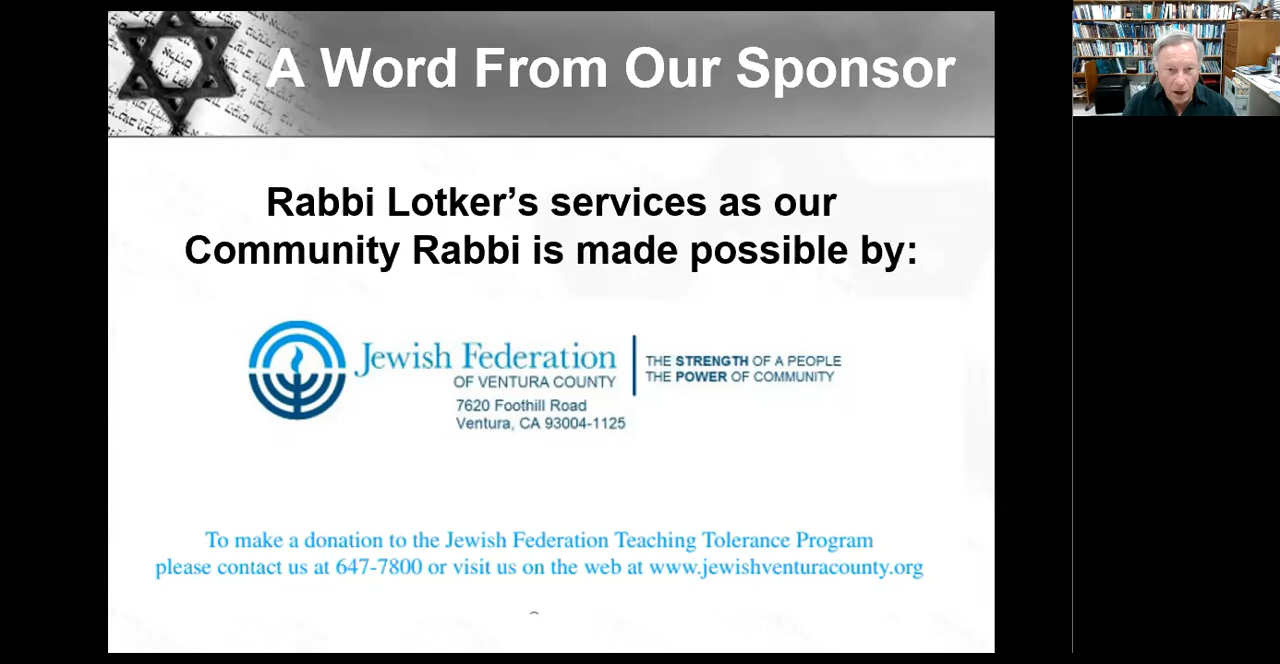 A Word From Our Sponsor
Rabbi Lotker’s services as our
Community Rabbi is made possible by:
Jewish Federation
OF VENTURA COUNTY
7620 Foothill Road
Ventura, CA 93004-1125
THE STRENGTH OF A PEOPLE
THE POWER OF COMMUNITY
To make a donation to the Jewish Federation Teaching Tolerance Program
please contact us at 647-7800 or visit us on the web at www.jewishventuracounty.org